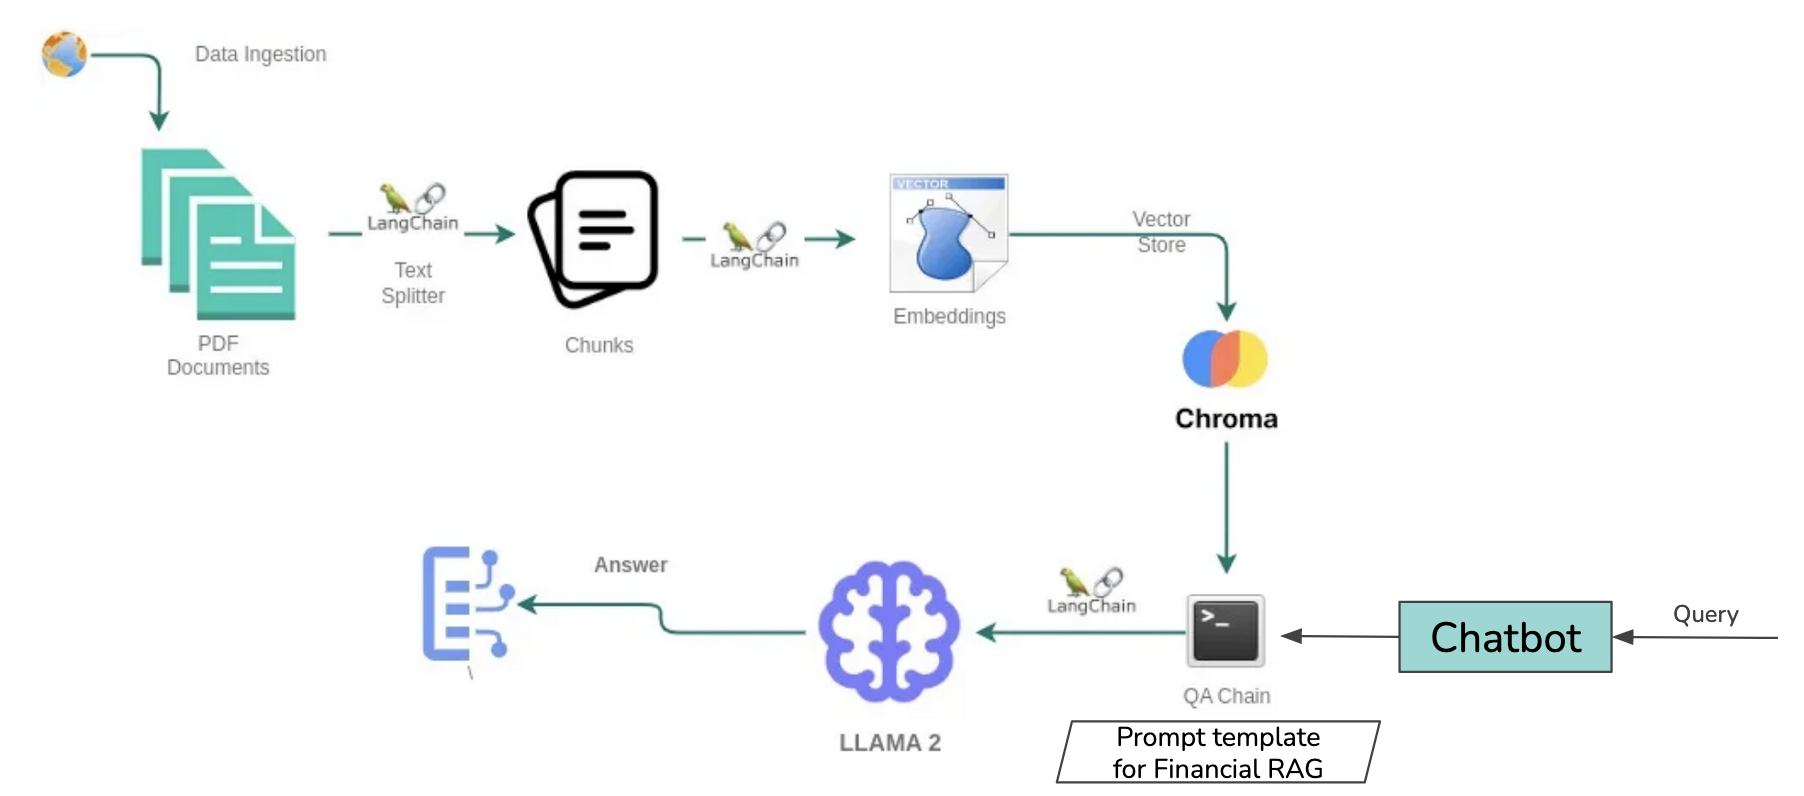 Data Ingestion
LangChain
Text
Splitter
PDF
Documents
Chunks
LangChain
VECTOR
Embeddings
Vector
Store
Chroma
Answer
LLAMA 2
LangChain
>_
QA Chain
Prompt template
for Financial RAG
Chatbot
Query
\